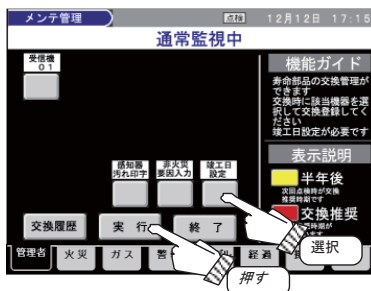 メンテ管理
点検
12月12日 17:15
通常監視中
受信機
01
機能ガイド
寿命部品の交換管理が
できます
交換時に該当機器を選
択して交換登録してく
ださい
竣工日設定が必要です
感知器
汚れ印字
非火災
要因入力
竣工日
設定
表示説明
半年後
次回点検時が交換
推奨時期です
交換推奨
交換履歴
実 行
終 了
選択
管理者
火災
ガス
経過
押す